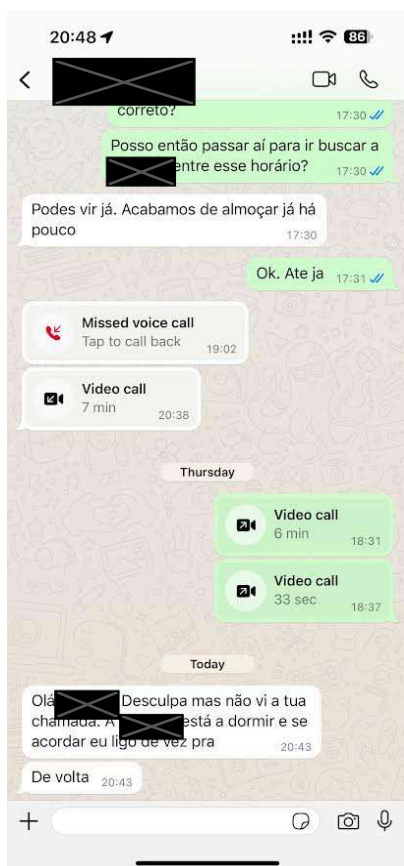 20:48
86
correto?
17:30
Posso então passar aí para ir buscar a
entre esse horário?
17:30
Podes vir já. Acabamos de almoçar já há
pouco
17:30
Ok. Ate ja
17:31
Missed voice call
Tap to call back
19:02
Video call
7 min
20:38
Thursday
Video call
6 min
18:31
Video call
33 sec
18:37
Today
Olá Desculpa mas não vi a tua
chamada. A está a dormir e se
acordar eu ligo de vez pra
20:43
De volta
20:43